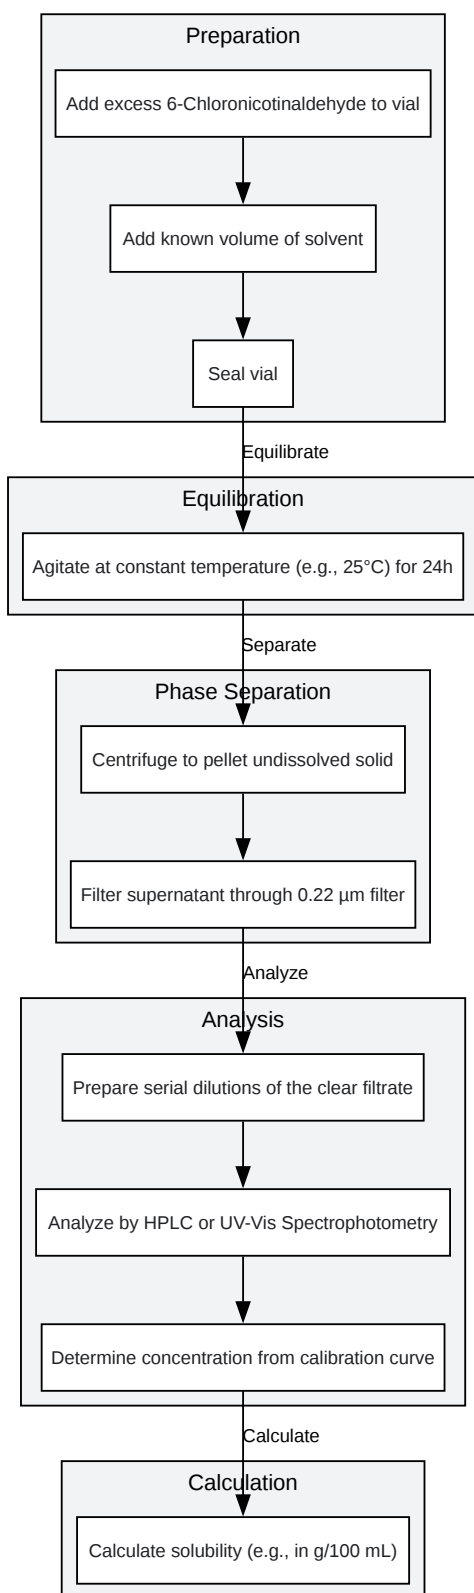 Preparation
Add excess 6-Chloronicotinaldehyde to vial
Add known volume of solvent
Seal vial
Equilibrate
Equilibration
Agitate at constant temperature (e.g., 25°C) for 24h
Separate
Phase Separation
Centrifuge to pellet undissolved solid
Filter supernatant through 0.22 µm filter
Analyze
Analysis
Prepare serial dilutions of the clear filtrate
Analyze by HPLC or UV-Vis Spectrophotometry
Determine concentration from calibration curve
Calculate
Calculation
Calculate solubility (e.g., in g/100 mL)